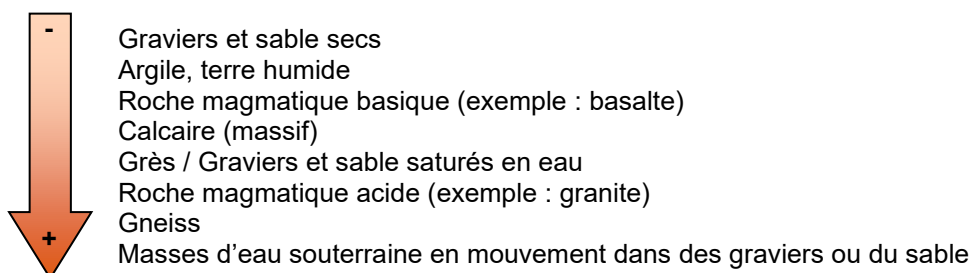 -
Graviers et sable secs
Argile, terre humide
Roche magmatique basique (exemple : basalte)
Calcaire (massif)
Grès / Graviers et sable saturés en eau
Roche magmatique acide (exemple : granite)
Gneiss
+
Masses d’eau souterraine en mouvement dans des graviers ou du sable